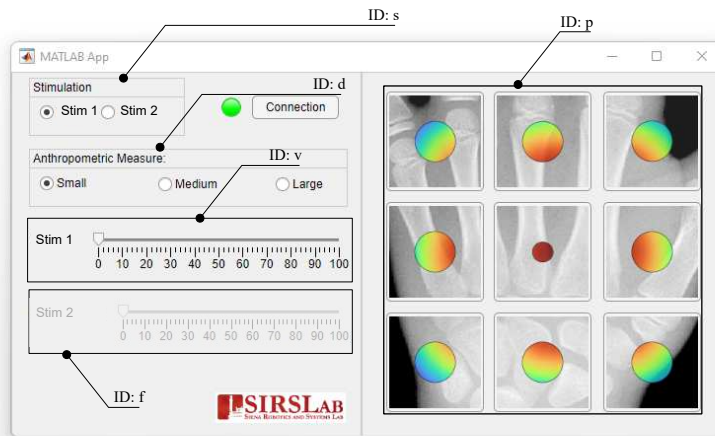 ID: s
ID: p
MATLAB App
ID: d
Stimulation
Stim 1 Stim 2
Connection
ID: v
Anthropometric Measure:
Small Medium Large
Stim 1
0 10 20 30 40 50 60 70 80 90 100
Stim 2
0 10 20 30 40 50 60 70 80 90 100
ID: f
SIRSLAB
SIENA ROBOTICS AND SYSTEMS LAB